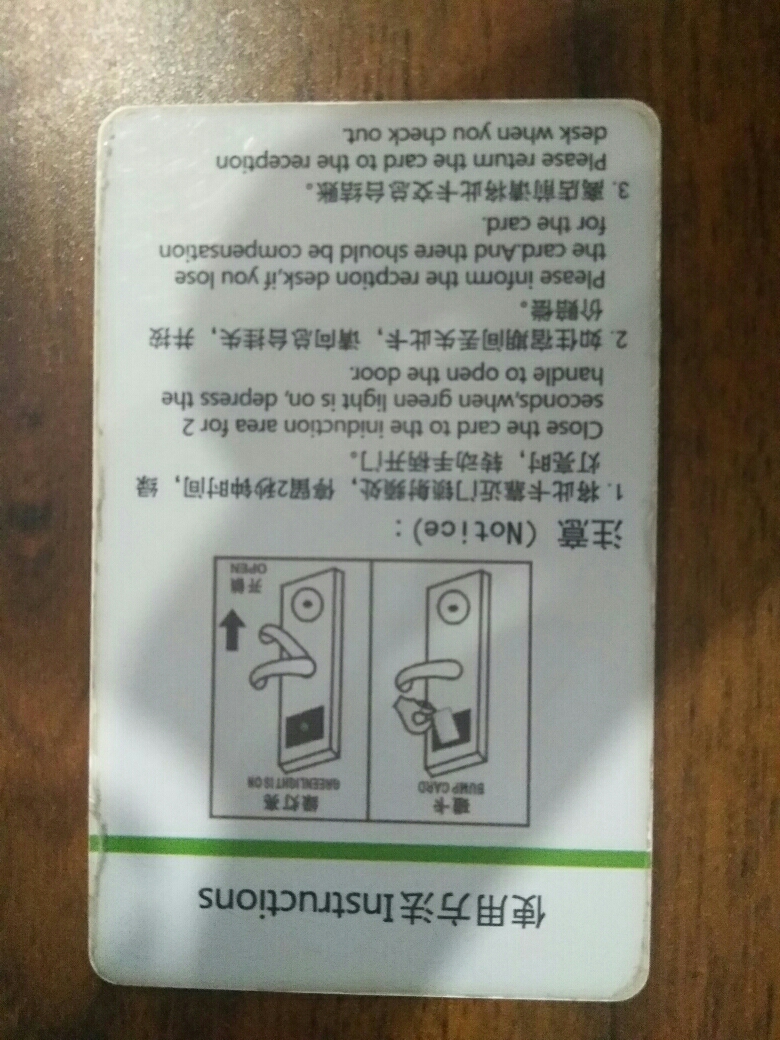 使用方法Instructions
碰卡
BUMP CARD
绿灯亮
GREENLIGHT IS ON
开锁
OPEN
注意（Notice）：
1. 将此卡靠近门锁射频处，停留2秒钟时间，绿
灯亮时，转动手柄开门。
Close the card to the iniduction area for 2
seconds,when green light is on, depress the
handle to open the door.
2. 如住宿期间丢失此卡，请向总台挂失，并按
价赔偿。
Please inform the recption desk,if you lose
the card.And there should be compensation
for the card.
3. 离店前请将此卡交总台结账。
Please return the card to the reception
desk when you check out.